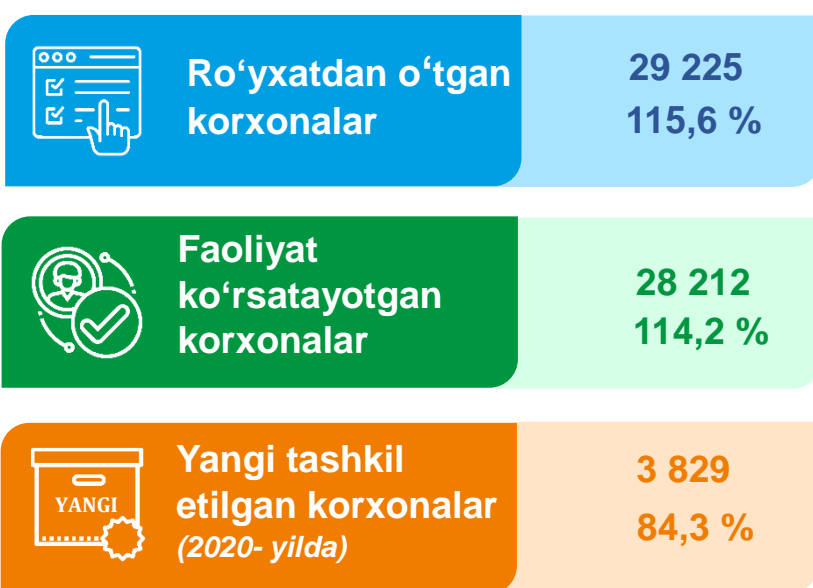 Ro‘yxatdan o‘tgan
korxonalar
29 225
115,6 %
Faoliyat
ko‘rsatayotgan
korxonalar
28 212
114,2 %
YANGI
Yangi tashkil
etilgan korxonalar
(2020- yilda)
3 829
84,3 %